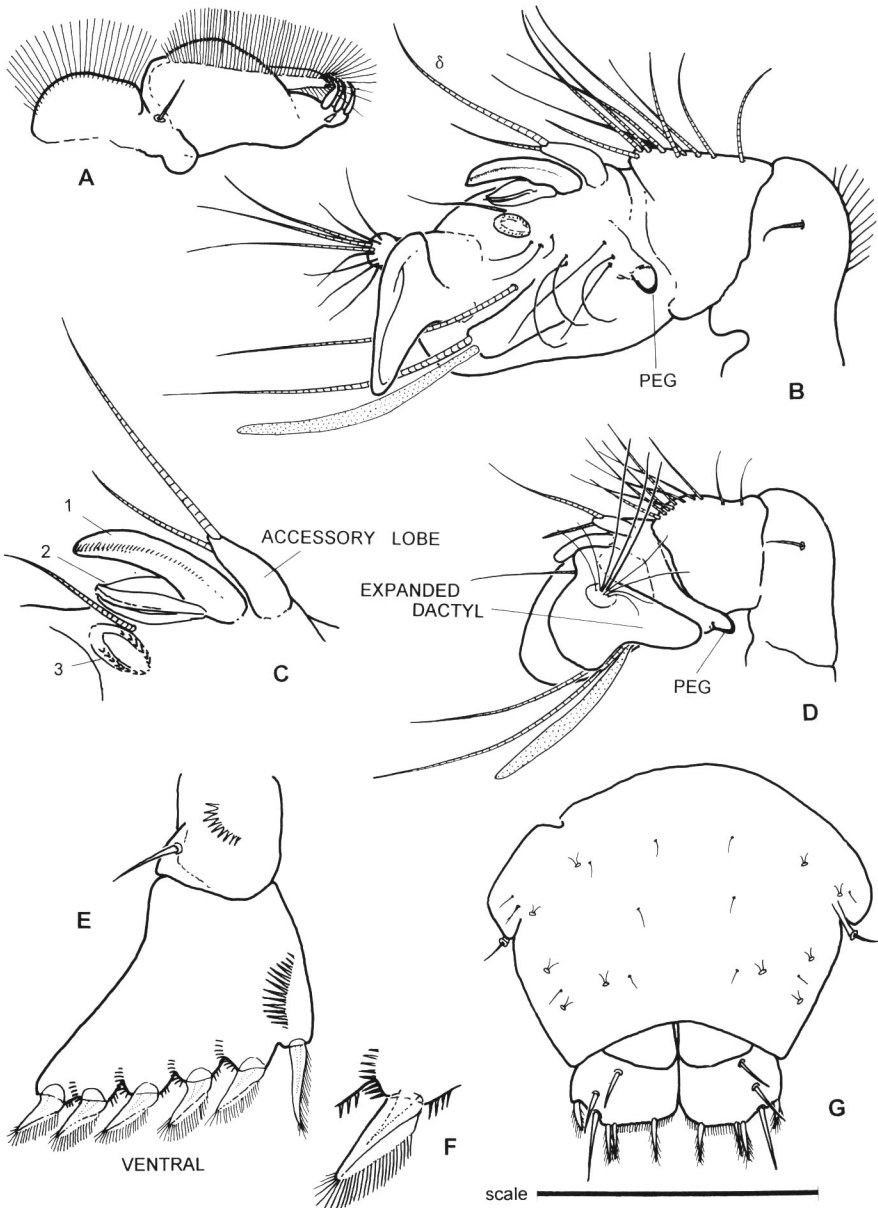 A
δ
B
PEG
1
2
3
ACCESSORY LOBE
C
EXPANDED
DACTYL
PEG
D
E
VENTRAL
F
G
scale